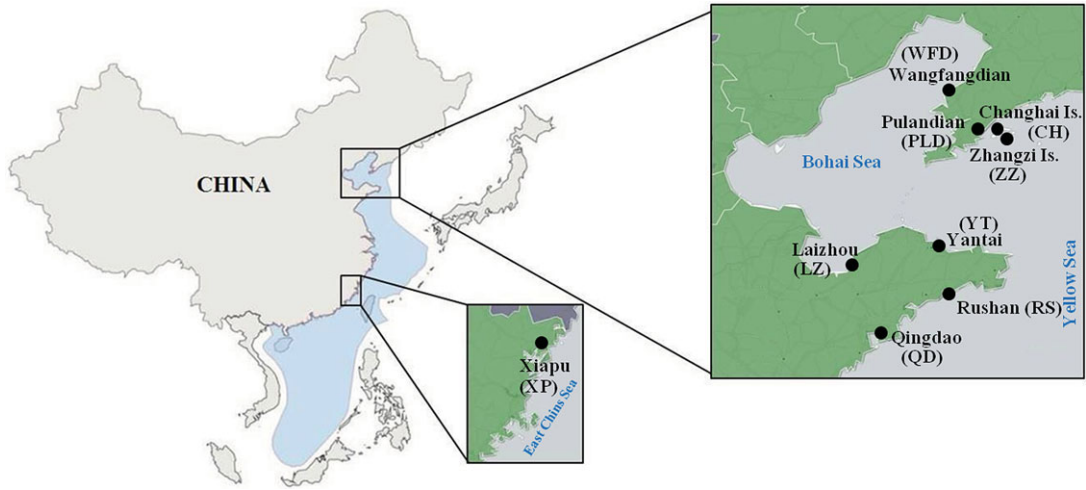 CHINA
(WFD)
Wangfangdian
Pulandian
(PLD)
Changhai Is.
(CH)
Zhangzi Is.
(ZZ)
Bohai Sea
(YT)
Yantai
Laizhou
(LZ)
Rushan (RS)
Qingdao
(QD)
Yellow Sea
Xiapu
(XP)
East Chins Sea